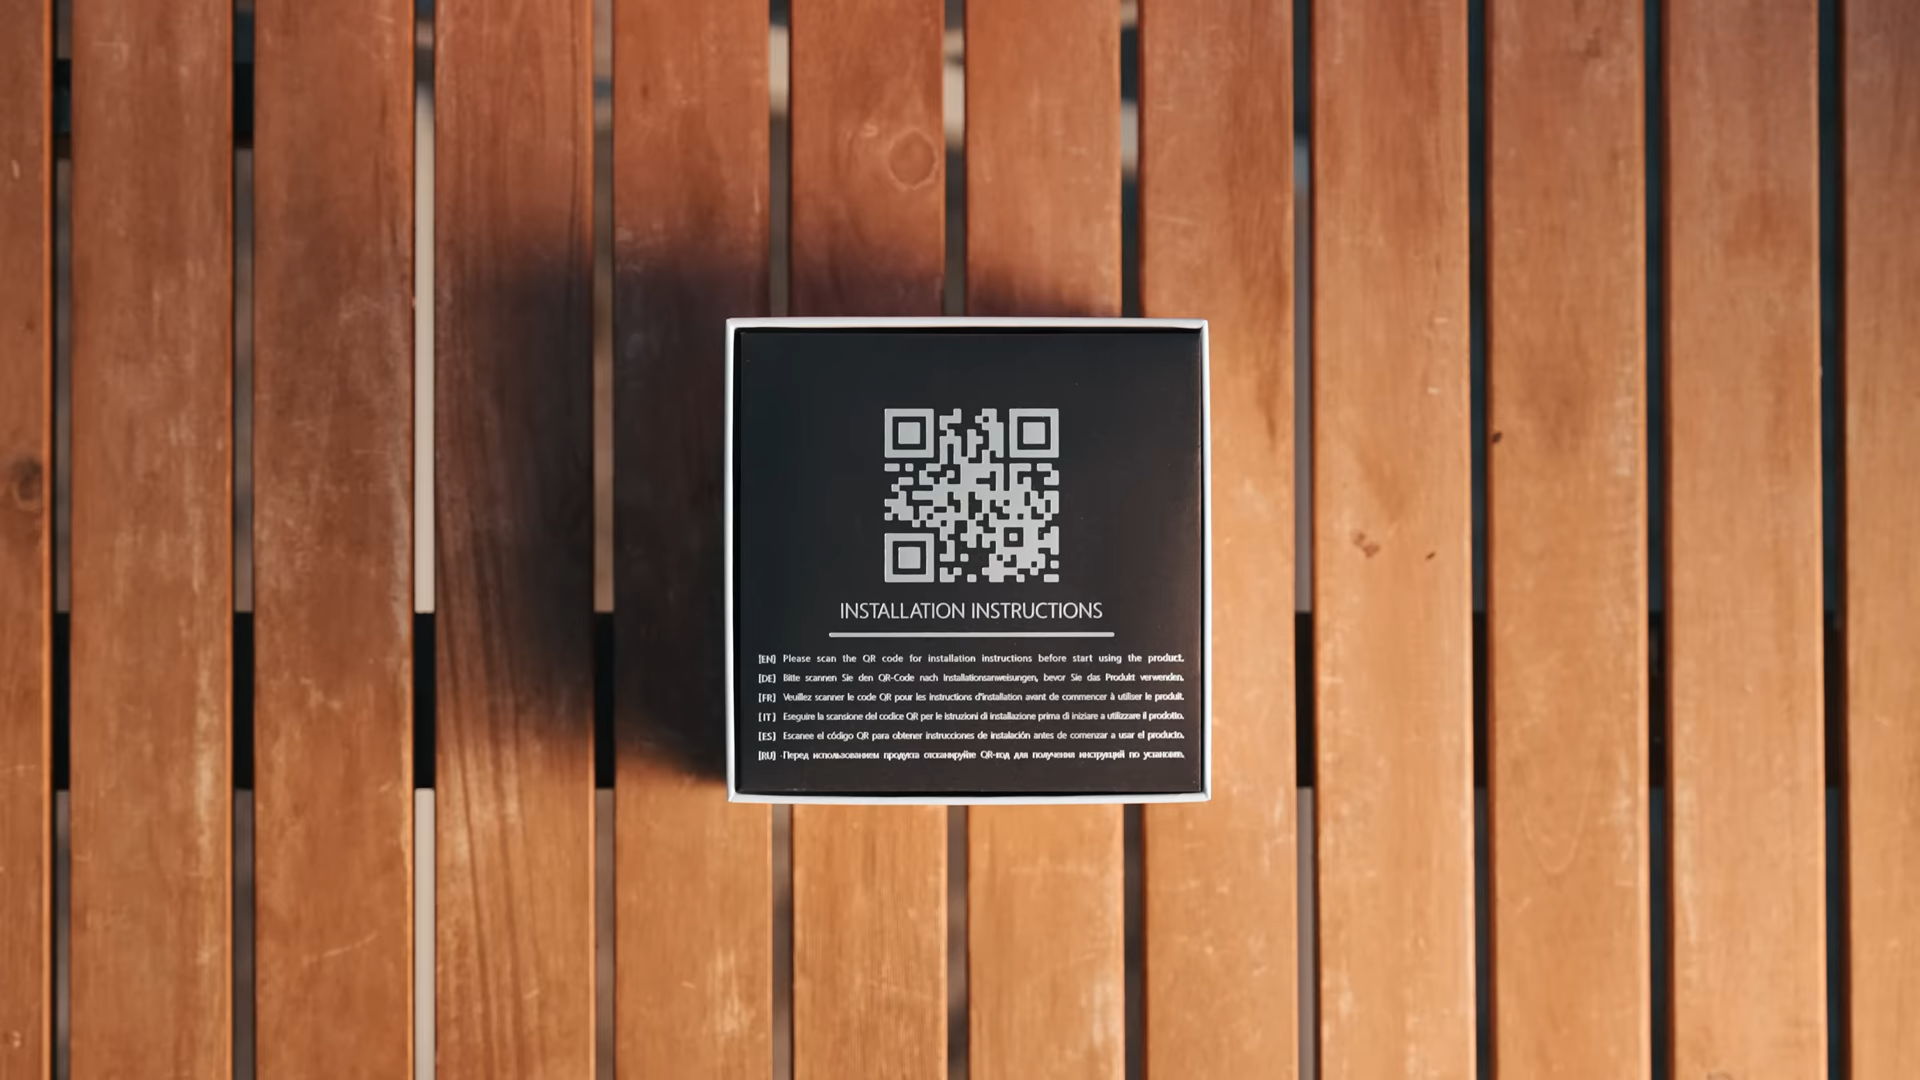 INSTALLATION INSTRUCTIONS
[EN] Please scan the QR code for installation instructions before start using the product.
[DE] Bitte scannen Sie den QR-Code nach Installationsanweisungen, bevor Sie das Produkt verwenden.
[FR] Veuillez scanner le code QR pour les instructions d'installation avant de commencer à utiliser le produit.
[IT] Eseguire la scansione del codice QR per le istruzioni di installazione prima di iniziare a utilizzare il prodotto.
[ES] Escanee el código QR para obtener instrucciones de instalación antes de comenzar a usar el producto.
[RU] Перед использованием продукта отсканируйте QR-код для получения инструкций по установке.